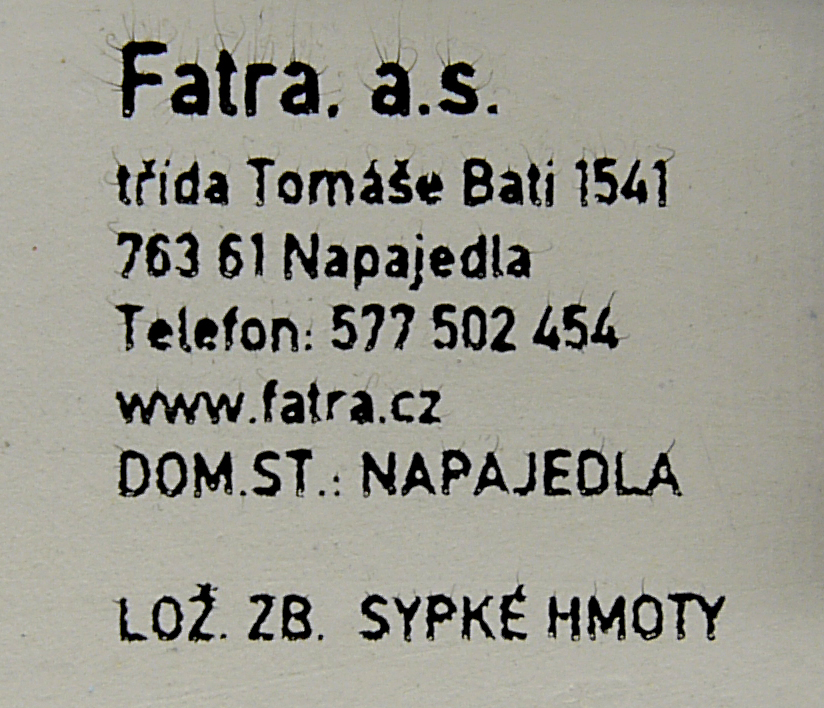 Fatra, a.s.
třída Tomáše Bati 1541
763 61 Napajedla
Telefon: 577 502 454
www.fatra.cz
DOM.ST.: NAPAJEDLA
LOŽ. ZB. SYPKÉ HMOTY